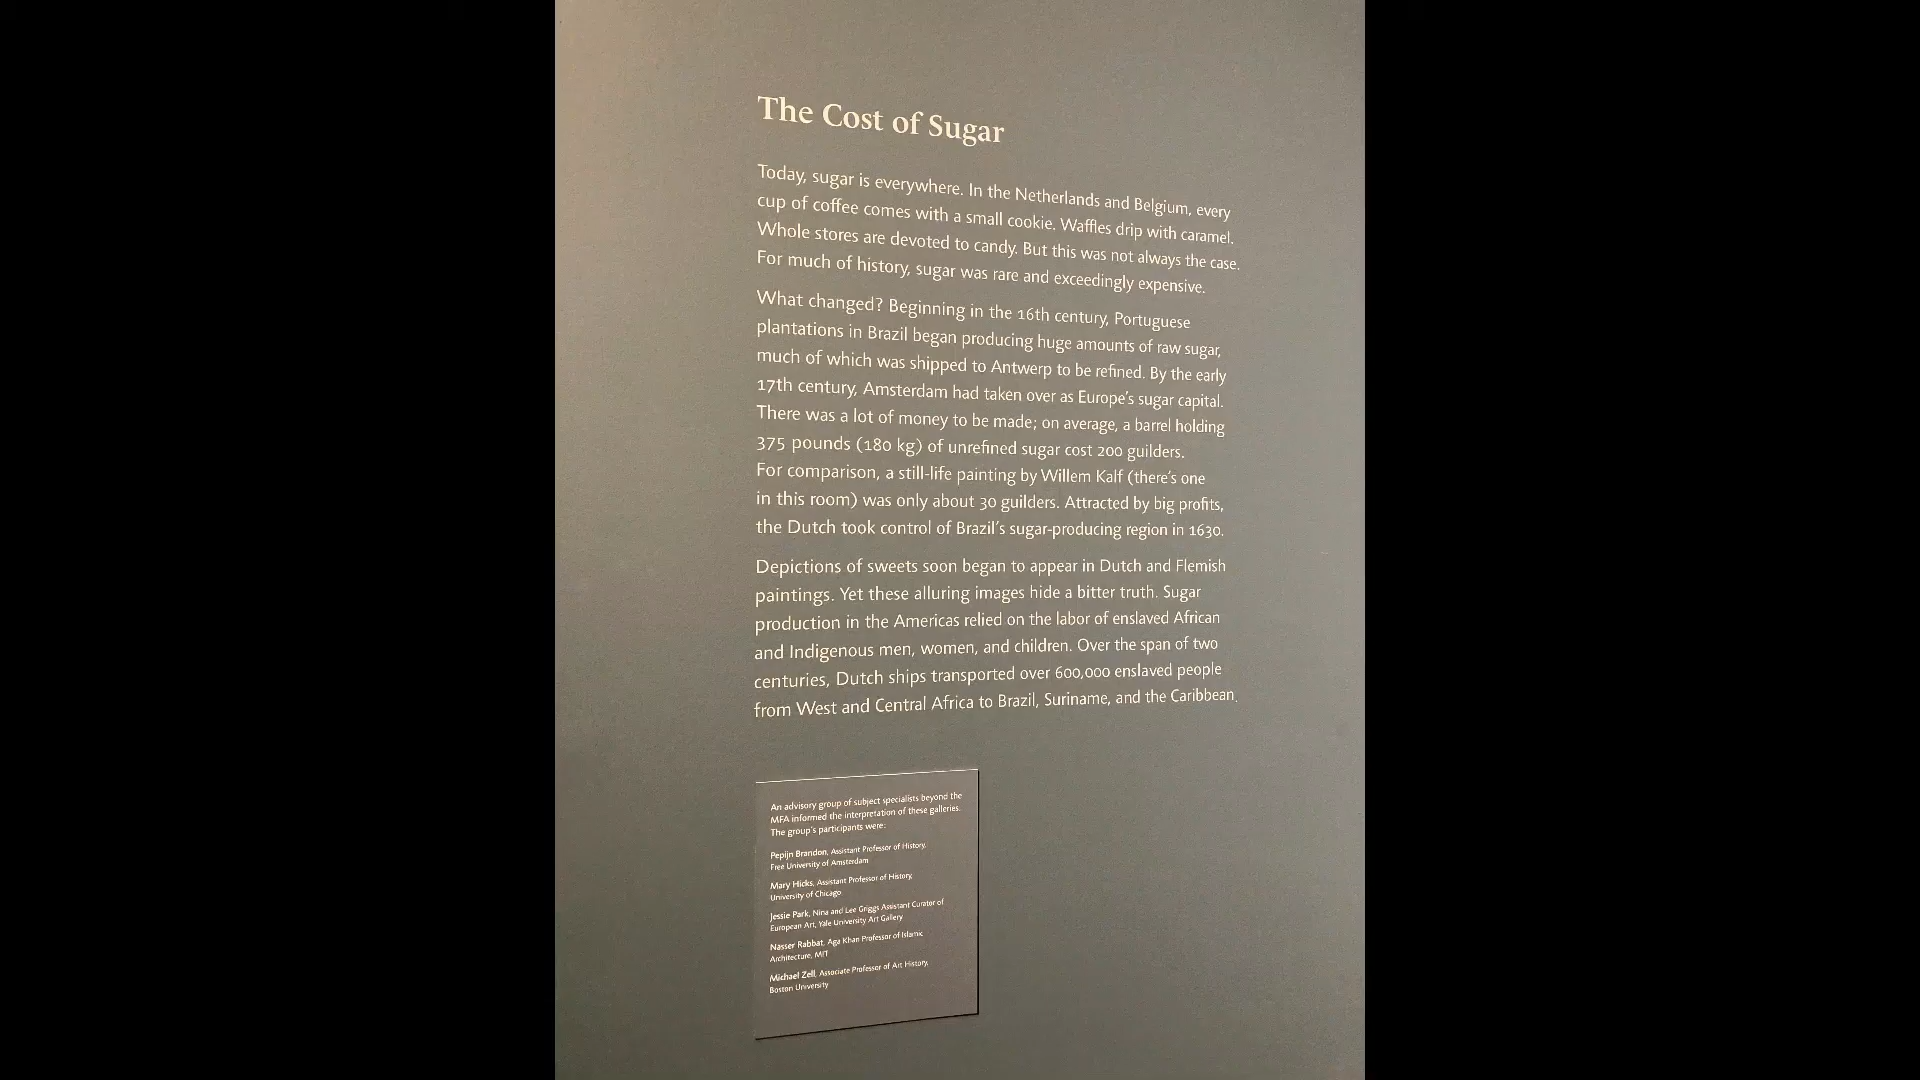 The Cost of Sugar
Today, sugar is everywhere. In the Netherlands and Belgium, every
cup of coffee comes with a small cookie. Waffles drip with caramel.
Whole stores are devoted to candy. But this was not always the case.
For much of history, sugar was rare and exceedingly expensive.
What changed? Beginning in the 16th century, Portuguese
plantations in Brazil began producing huge amounts of raw sugar,
much of which was shipped to Antwerp to be refined. By the early
17th century, Amsterdam had taken over as Europe's sugar capital.
There was a lot of money to be made; on average, a barrel holding
375 pounds (180 kg) of unrefined sugar cost 200 guilders.
For comparison, a still-life painting by Willem Kalf (there's one
in this room) was only about 30 guilders. Attracted by big profits,
the Dutch took control of Brazil's sugar-producing region in 1630.
Depictions of sweets soon began to appear in Dutch and Flemish
paintings. Yet these alluring images hide a bitter truth. Sugar
production in the Americas relied on the labor of enslaved African
and Indigenous men, women, and children. Over the span of two
centuries, Dutch ships transported over 600,000 enslaved people
from West and Central Africa to Brazil, Suriname, and the Caribbean.
An advisory group of subject specialists beyond the
MFA informed the interpretation of these galleries.
The group's participants were:
Pepijn Brandon, Assistant Professor of History,
Free University of Amsterdam
Mary Hicks, Assistant Professor of History,
University of Chicago
Jessie Park, Nina and Lee Griggs Assistant Curator of
European Art, Yale University Art Gallery
Nasser Rabbat, Aga Khan Professor of Islamic
Architecture, MIT
Michael Zell, Associate Professor of Art History,
Boston University